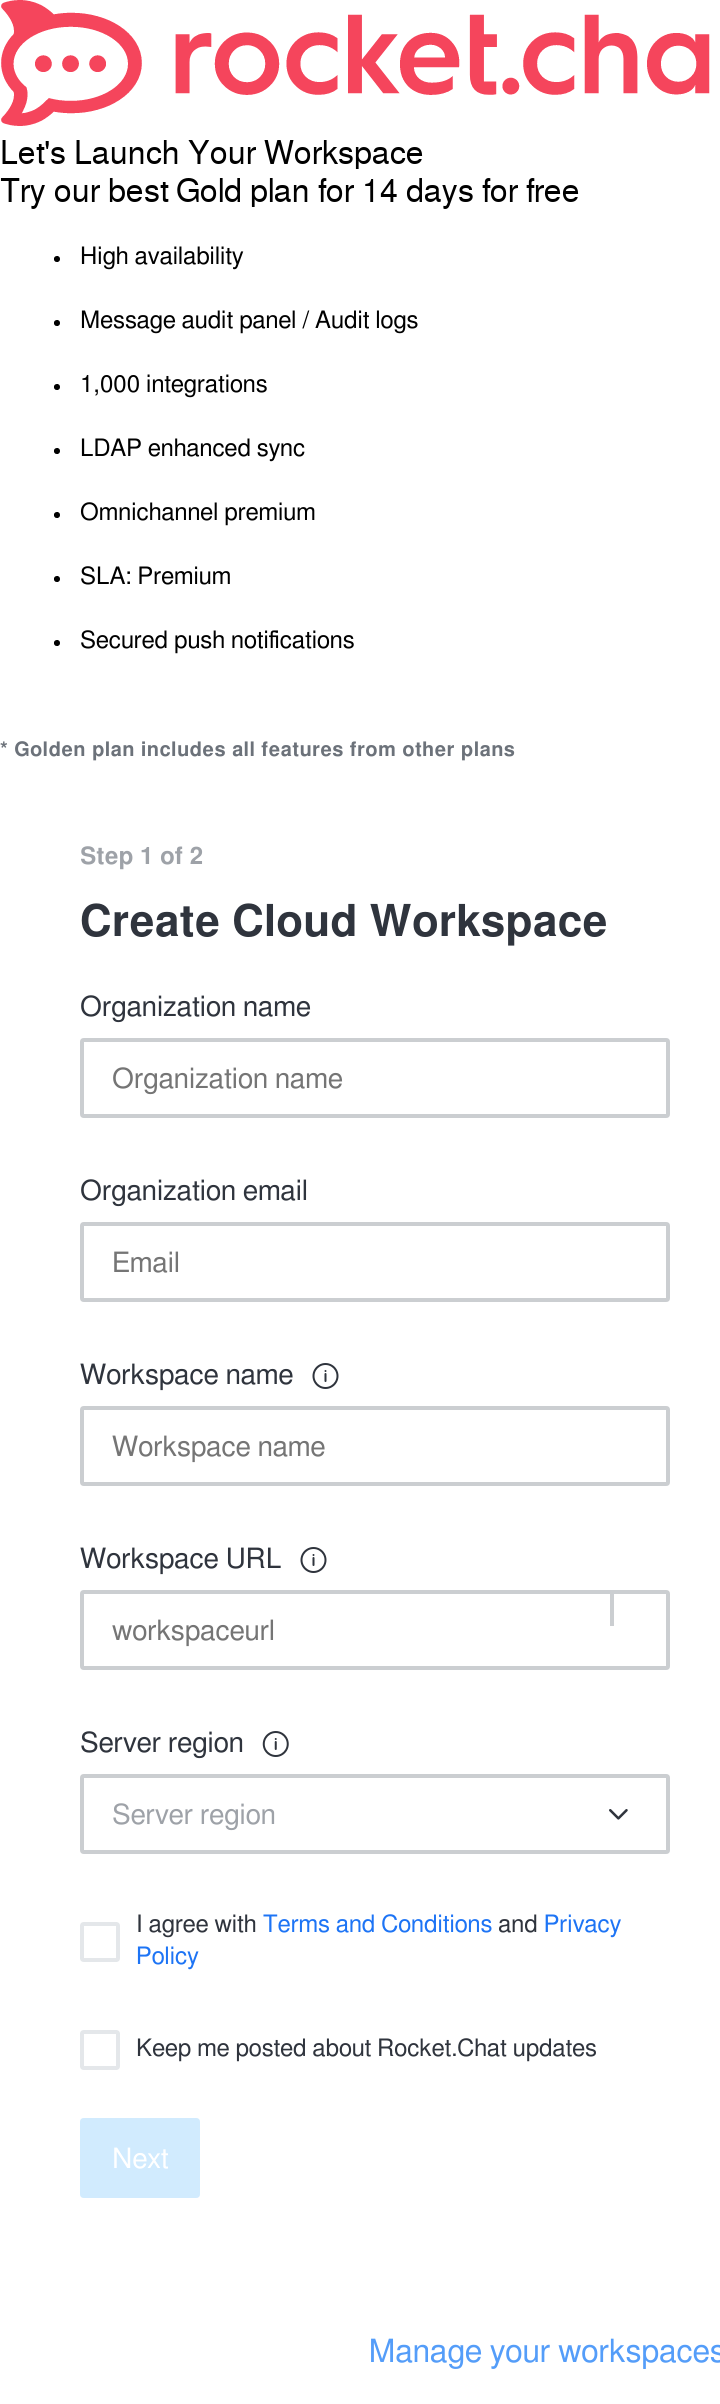 rocket.cha
Let's Launch Your Workspace
Try our best Gold plan for 14 days for free
• High availability
• Message audit panel / Audit logs
• 1,000 integrations
• LDAP enhanced sync
• Omnichannel premium
• SLA: Premium
• Secured push notifications
* Golden plan includes all features from other plans
Step 1 of 2
Create Cloud Workspace
Organization name
Organization name
Organization email
Email
Workspace name
Workspace name
Workspace URL
workspaceurl
Server region
Server region
I agree with Terms and Conditions and Privacy
Policy
Keep me posted about Rocket.Chat updates
Next
Manage your workspaces